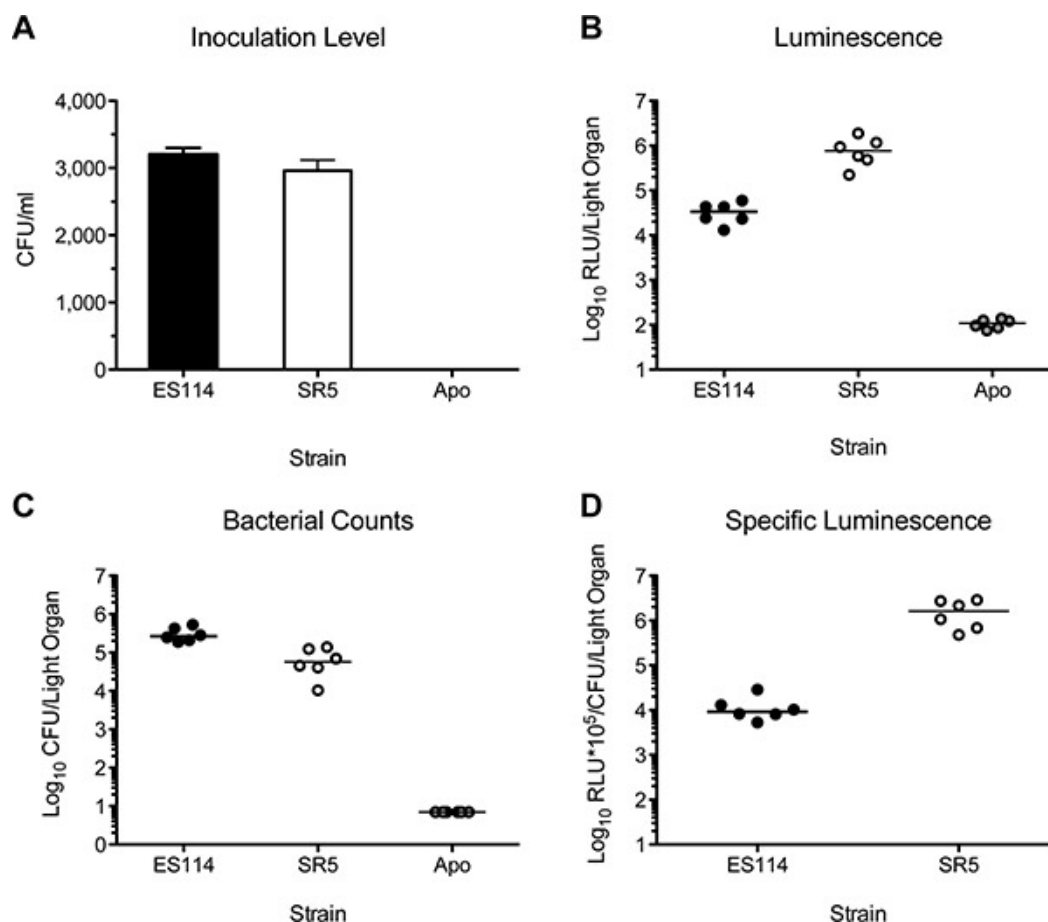 A
Inoculation Level
4,000
3,000
2,000
1,000
0
CFU/ml
ES114 SR5 Apo
Strain
B
Luminescence
7
6
5
4
3
2
1
Log₁₀ RLU/Light Organ
ES114 SR5 Apo
Strain
C
Bacterial Counts
7
6
5
4
3
2
1
0
Log₁₀ CFU/Light Organ
ES114 SR5 Apo
Strain
D
Specific Luminescence
7
6
5
4
3
2
1
Log₁₀ RLU*10⁵/CFU/Light Organ
ES114 SR5
Strain